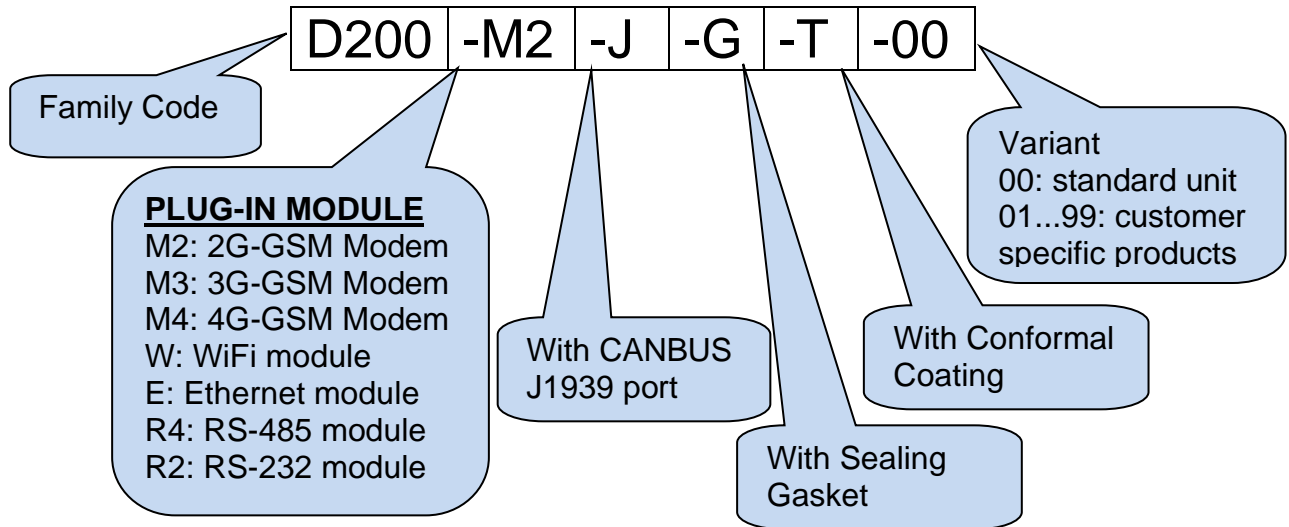 D200 -M2 -J -G -T -00
Family Code
PLUG-IN MODULE
M2: 2G-GSM Modem
M3: 3G-GSM Modem
M4: 4G-GSM Modem
W: WiFi module
E: Ethernet module
R4: RS-485 module
R2: RS-232 module
With CANBUS
J1939 port
With Sealing
Gasket
With Conformal
Coating
Variant
00: standard unit
01...99: customer
specific products